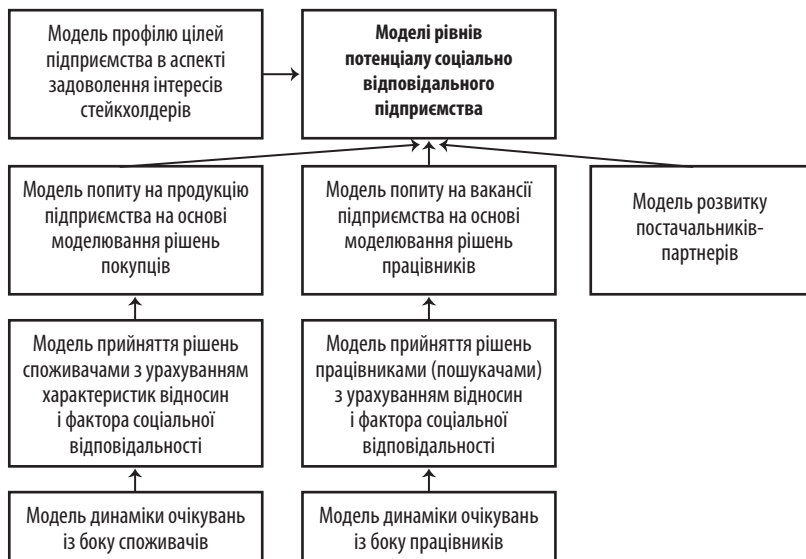 Модель профілю цілей
підприємства в аспекті
задоволення інтересів
стейкхолдерів
Моделі рівнів
потенціалу соціально
відповідального
підприємства
Модель попиту на продукцію
підприємства на основі
моделювання рішень
покупців
Модель попиту на вакансії
підприємства на основі
моделювання рішень
працівників
Модель розвитку
постачальників-
партнерів
Модель прийняття рішень
споживачами з урахуванням
характеристик відносин
і фактора соціальної
відповідальності
Модель прийняття рішень
працівниками (пошукачами)
з урахуванням відносин
і фактора соціальної
відповідальності
Модель динаміки очікувань
із боку споживачів
Модель динаміки очікувань
із боку працівників